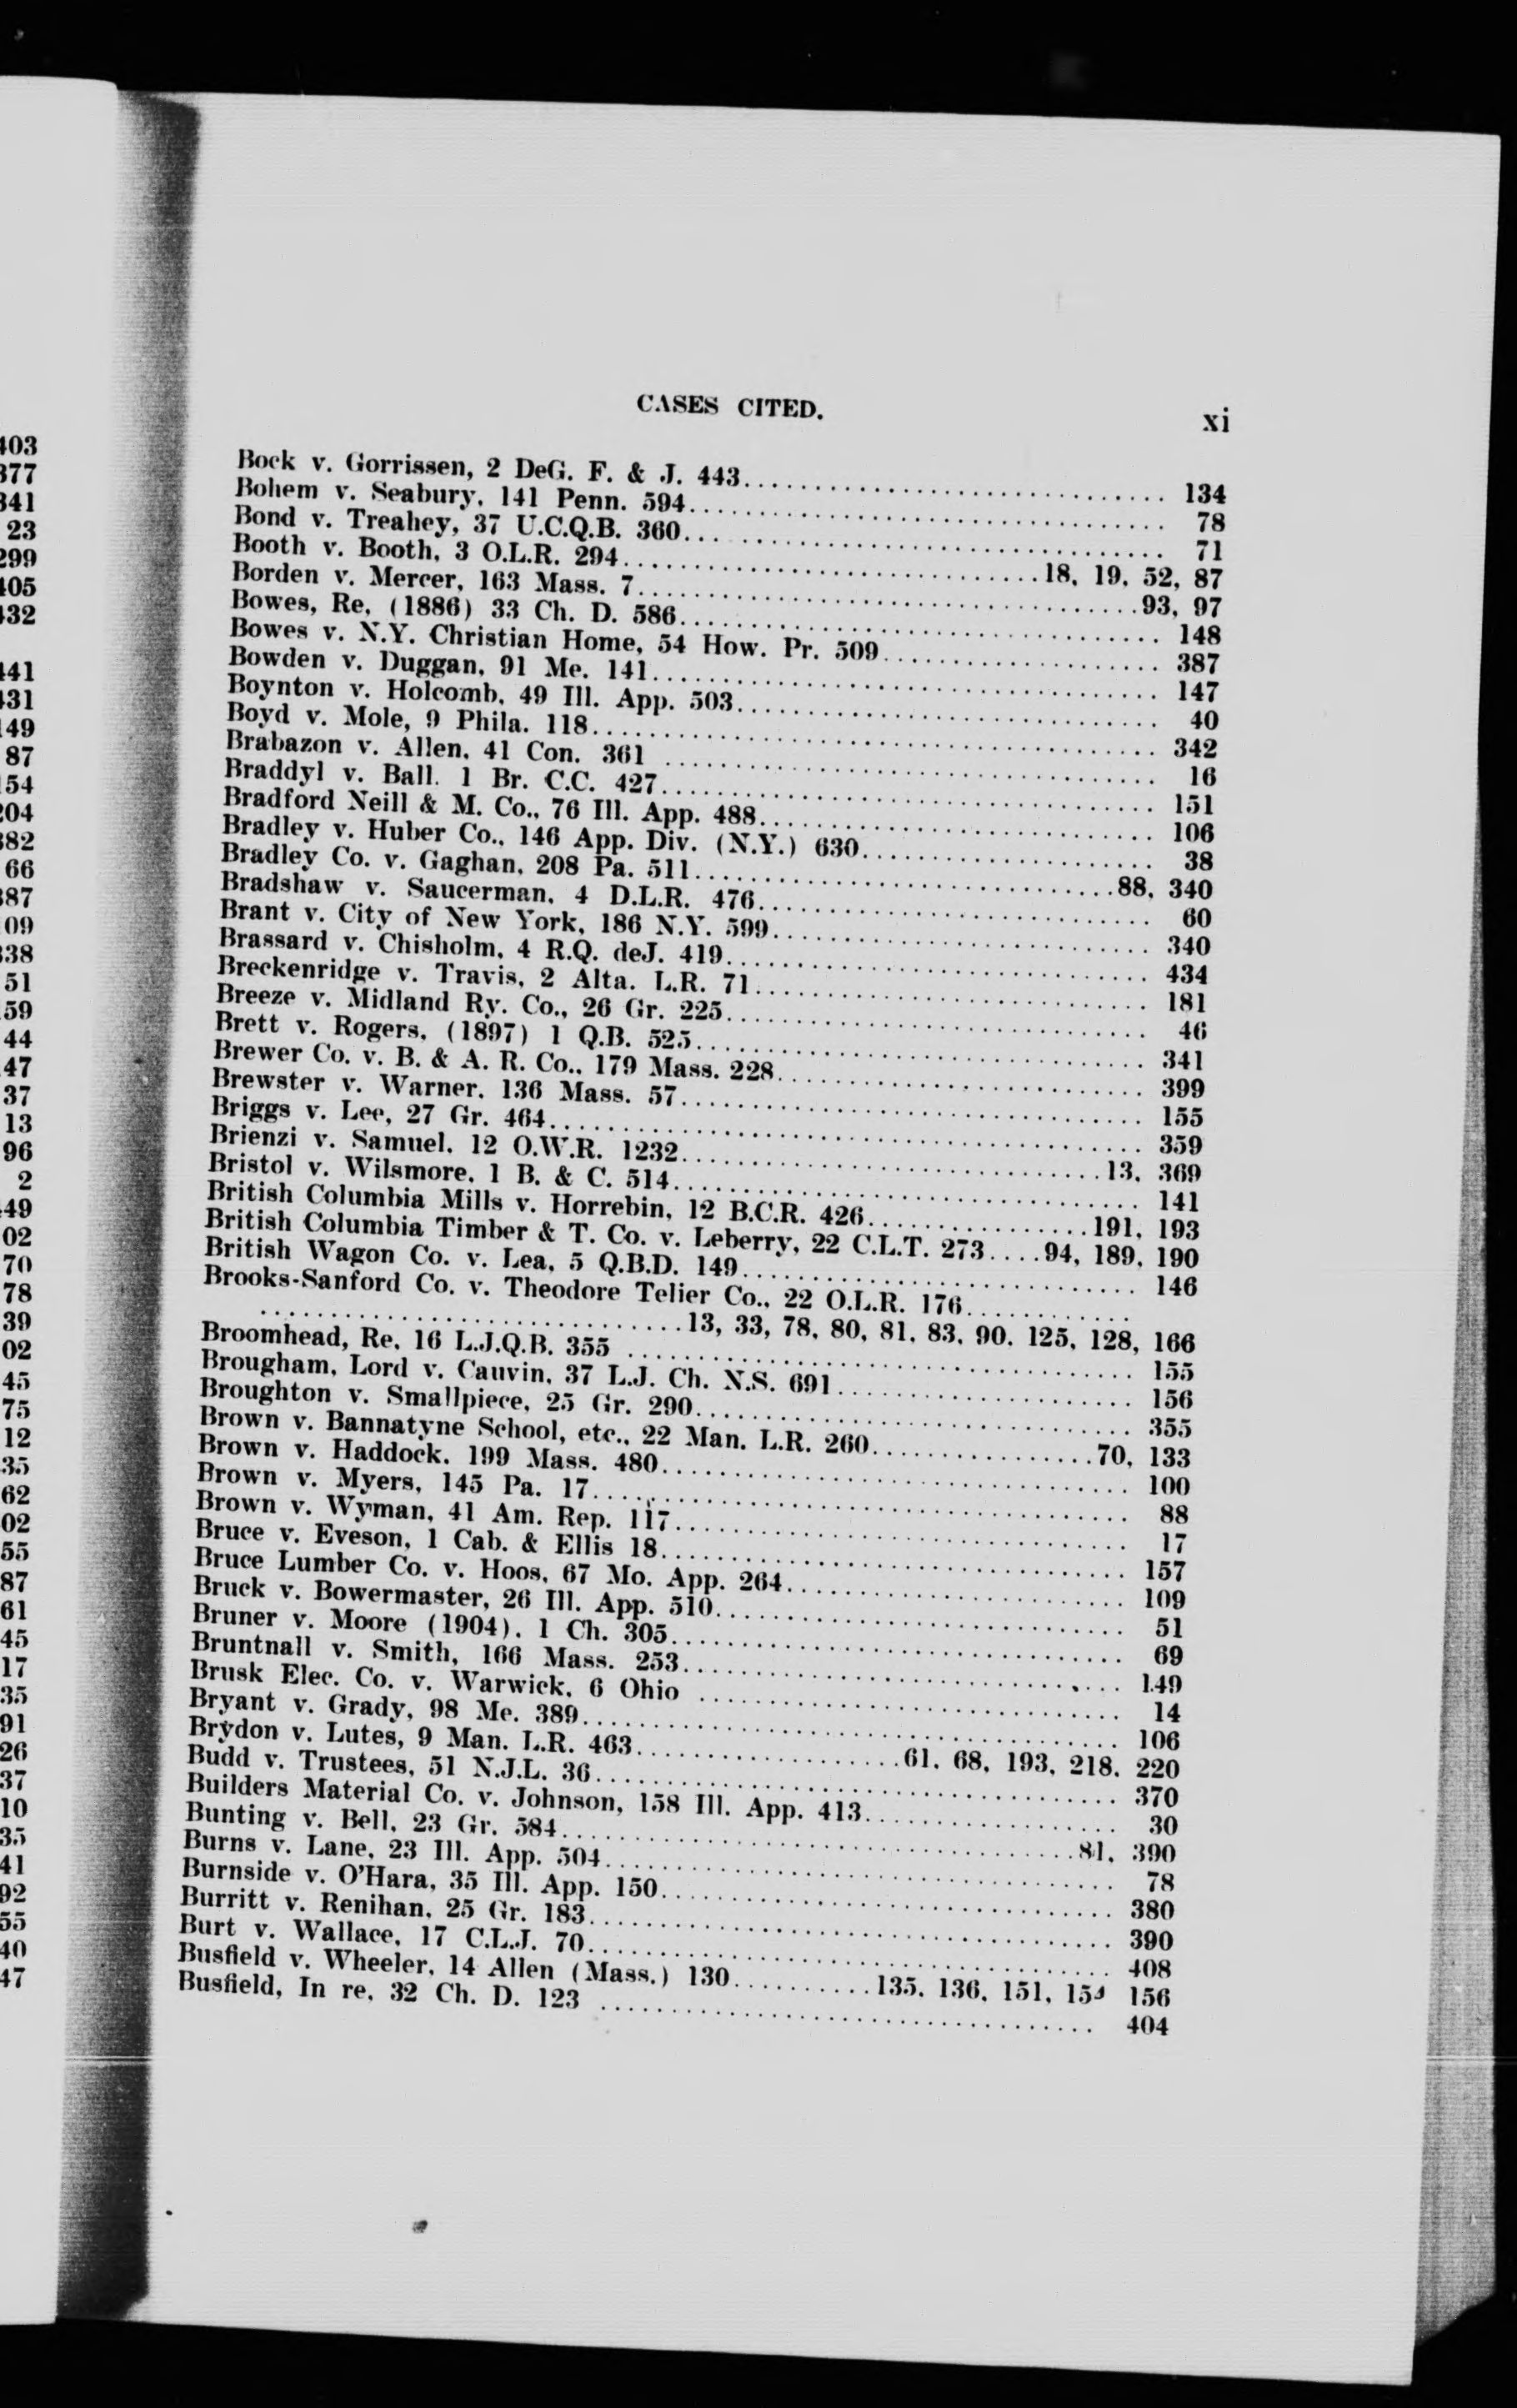 CASES CITED. xi
Bock v. Gorrissen, 2 DeG. F. & J. 443.... 134
Bohem v. Seabury, 141 Penn. 594.... 78
Bond v. Treahey, 37 U.C.Q.B. 360.... 71
Booth v. Booth, 3 O.L.R. 294.... 18, 19, 52, 87
Borden v. Mercer, 163 Mass. 7.... 93, 97
Bowes, Re, (1886) 33 Ch. D. 586.... 148
Bowes v. N.Y. Christian Home, 54 How. Pr. 509.... 387
Bowden v. Duggan, 91 Me. 141.... 147
Boynton v. Holcomb, 49 Ill. App. 503.... 40
Boyd v. Mole, 9 Phila. 118.... 342
Brabazon v. Allen, 41 Con. 361 .... 16
Braddyl v. Ball. 1 Br. C.C. 427.... 151
Bradford Neill & M. Co., 76 Ill. App. 488.... 106
Bradley v. Huber Co., 146 App. Div. (N.Y.) 630.... 38
Bradley Co. v. Gaghan, 208 Pa. 511.... 88, 340
Bradshaw v. Saucerman, 4 D.L.R. 476.... 60
Brant v. City of New York, 186 N.Y. 599.... 340
Brassard v. Chisholm, 4 R.Q. deJ. 419.... 434
Breckenridge v. Travis, 2 Alta. L.R. 71.... 181
Breeze v. Midland Ry. Co., 26 Gr. 225.... 46
Brett v. Rogers, (1897) 1 Q.B. 525.... 341
Brewer Co. v. B. & A. R. Co., 179 Mass. 228.... 399
Brewster v. Warner, 136 Mass. 57.... 155
Briggs v. Lee, 27 Gr. 464.... 359
Brienzi v. Samuel, 12 O.W.R. 1232.... 13, 369
Bristol v. Wilsmore, 1 B. & C. 514.... 141
British Columbia Mills v. Horrebin, 12 B.C.R. 426.... 191, 193
British Columbia Timber & T. Co. v. Leberry, 22 C.L.T. 273.... 94, 189, 190
British Wagon Co. v. Lea, 5 Q.B.D. 149.... 146
Brooks-Sanford Co. v. Theodore Telier Co., 22 O.L.R. 176....
.... 13, 33, 78, 80, 81, 83, 90, 125, 128, 166
Broomhead, Re, 16 L.J.Q.B. 355 .... 155
Brougham, Lord v. Cauvin, 37 L.J. Ch. N.S. 691.... 156
Broughton v. Smallpiece, 25 Gr. 290.... 355
Brown v. Bannatyne School, etc., 22 Man. L.R. 260.... 70, 133
Brown v. Haddock, 199 Mass. 480.... 100
Brown v. Myers, 145 Pa. 17.... 88
Brown v. Wyman, 41 Am. Rep. 117.... 17
Bruce v. Eveson, 1 Cab. & Ellis 18.... 157
Bruce Lumber Co. v. Hoos, 67 Mo. App. 264.... 109
Bruck v. Bowermaster, 26 Ill. App. 510.... 51
Bruner v. Moore (1904), 1 Ch. 305.... 69
Bruntnall v. Smith, 166 Mass. 253.... 149
Brusk Elec. Co. v. Warwick, 6 Ohio .... 14
Bryant v. Grady, 98 Me. 389.... 106
Brydon v. Lutes, 9 Man. L.R. 463.... 61, 68, 193, 218, 220
Budd v. Trustees, 51 N.J.L. 36.... 370
Builders Material Co. v. Johnson, 158 Ill. App. 413.... 30
Bunting v. Bell, 23 Gr. 584.... 81, 390
Burns v. Lane, 23 Ill. App. 504.... 78
Burnside v. O'Hara, 35 Ill. App. 150.... 380
Burritt v. Renihan, 25 Gr. 183.... 390
Burt v. Wallace, 17 C.L.J. 70.... 408
Busfield v. Wheeler, 14 Allen (Mass.) 130.... 135, 136, 151, 156
Busfield, In re, 32 Ch. D. 123 .... 404